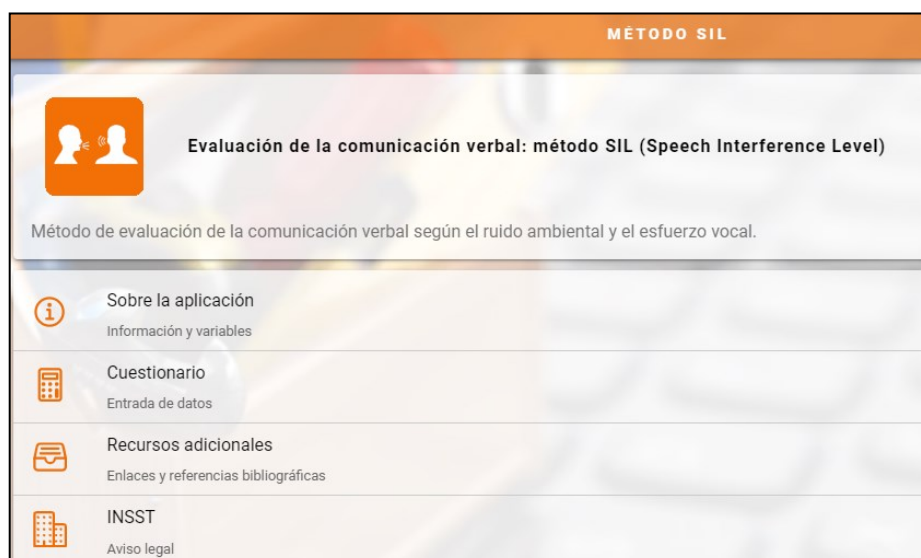 MÉTODO SIL
Evaluación de la comunicación verbal: método SIL (Speech Interference Level)
Método de evaluación de la comunicación verbal según el ruido ambiental y el esfuerzo vocal.
Sobre la aplicación
Información y variables
Cuestionario
Entrada de datos
Recursos adicionales
Enlaces y referencias bibliográficas
INSST
Aviso legal